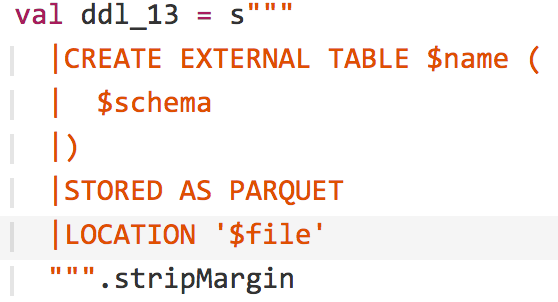 val ddl_13 = s"""
|CREATE EXTERNAL TABLE $name (
|  $schema
|)
|STORED AS PARQUET
|LOCATION '$file'
""".stripMargin